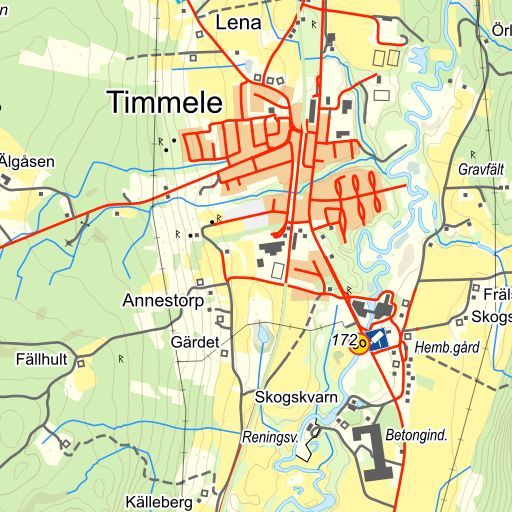 Lena
Örl
Timmele
Älgåsen
Gravfält
R
R
R
R
R
R
Annestorp
Fräls
Skogs
Gärdet
172
Hemb.gård
Fällhult
R
Skogskvarn
Reningsv.
Betongind.
Källeberg
R